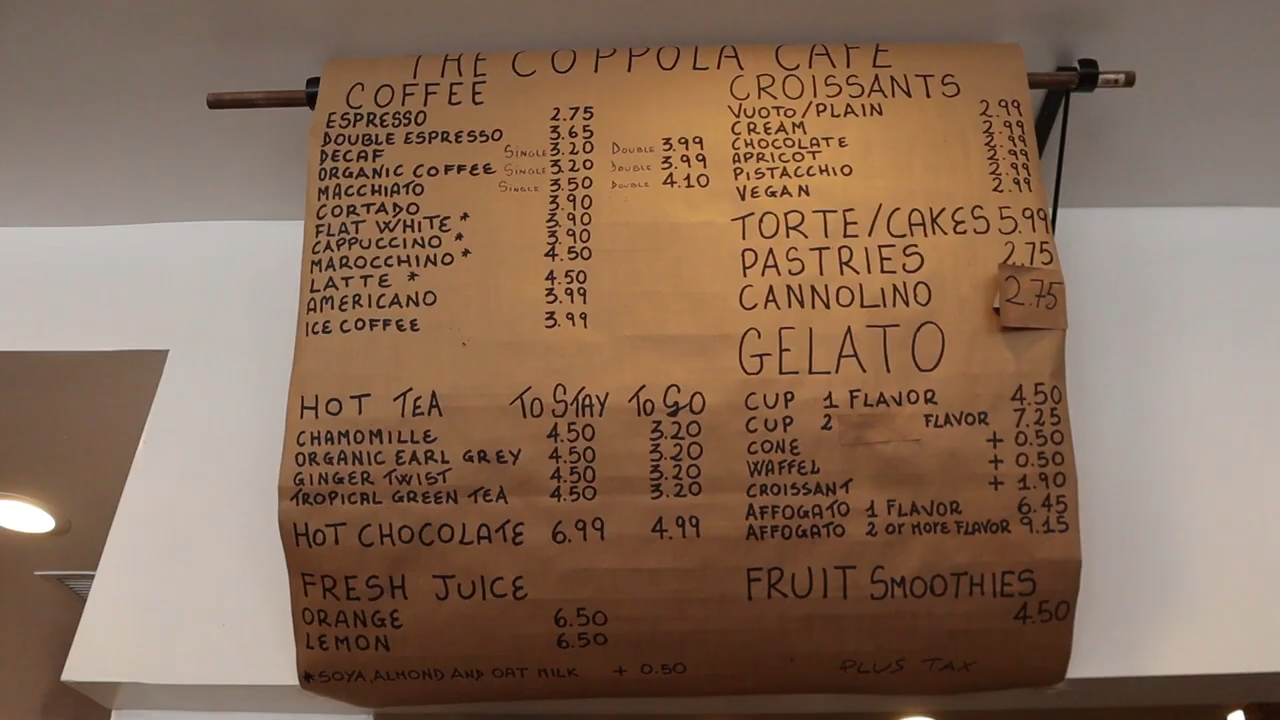 THE COPPOLA CAFE
COFFEE
ESPRESSO 2.75
DOUBLE ESPRESSO 3.65
DECAF SINGLE 3.20 DOUBLE 3.99
ORGANIC COFFEE SINGLE 3.20 DOUBLE 3.99
MACCHIATO SINGLE 3.50 DOUBLE 4.10
CORTADO 3.90
FLAT WHITE * 3.90
CAPPUCCINO * 3.90
MAROCCHINO * 4.50
LATTE * 4.50
AMERICANO 3.99
ICE COFFEE 3.99
HOT TEA TO STAY TO GO
CHAMOMILLE 4.50 3.20
ORGANIC EARL GREY 4.50 3.20
GINGER TWIST 4.50 3.20
TROPICAL GREEN TEA 4.50 3.20
HOT CHOCOLATE 6.99 4.99
FRESH JUICE
ORANGE 6.50
LEMON 6.50
*SOYA, ALMOND AND OAT MILK + 0.50
CROISSANTS
VUOTO/PLAIN 2.99
CREAM 2.99
CHOCOLATE 2.99
APRICOT 2.99
PISTACCHIO 2.99
VEGAN 2.99
TORTE/CAKES 5.99
PASTRIES 2.75
CANNOLINO 2.75
GELATO
CUP 1 FLAVOR 4.50
CUP 2 FLAVOR 7.25
CONE + 0.50
WAFFEL + 0.50
CROISSANT + 1.90
AFFOGATO 1 FLAVOR 6.45
AFFOGATO 2 OR MORE FLAVOR 9.15
FRUIT SMOOTHIES
4.50
PLUS TAX